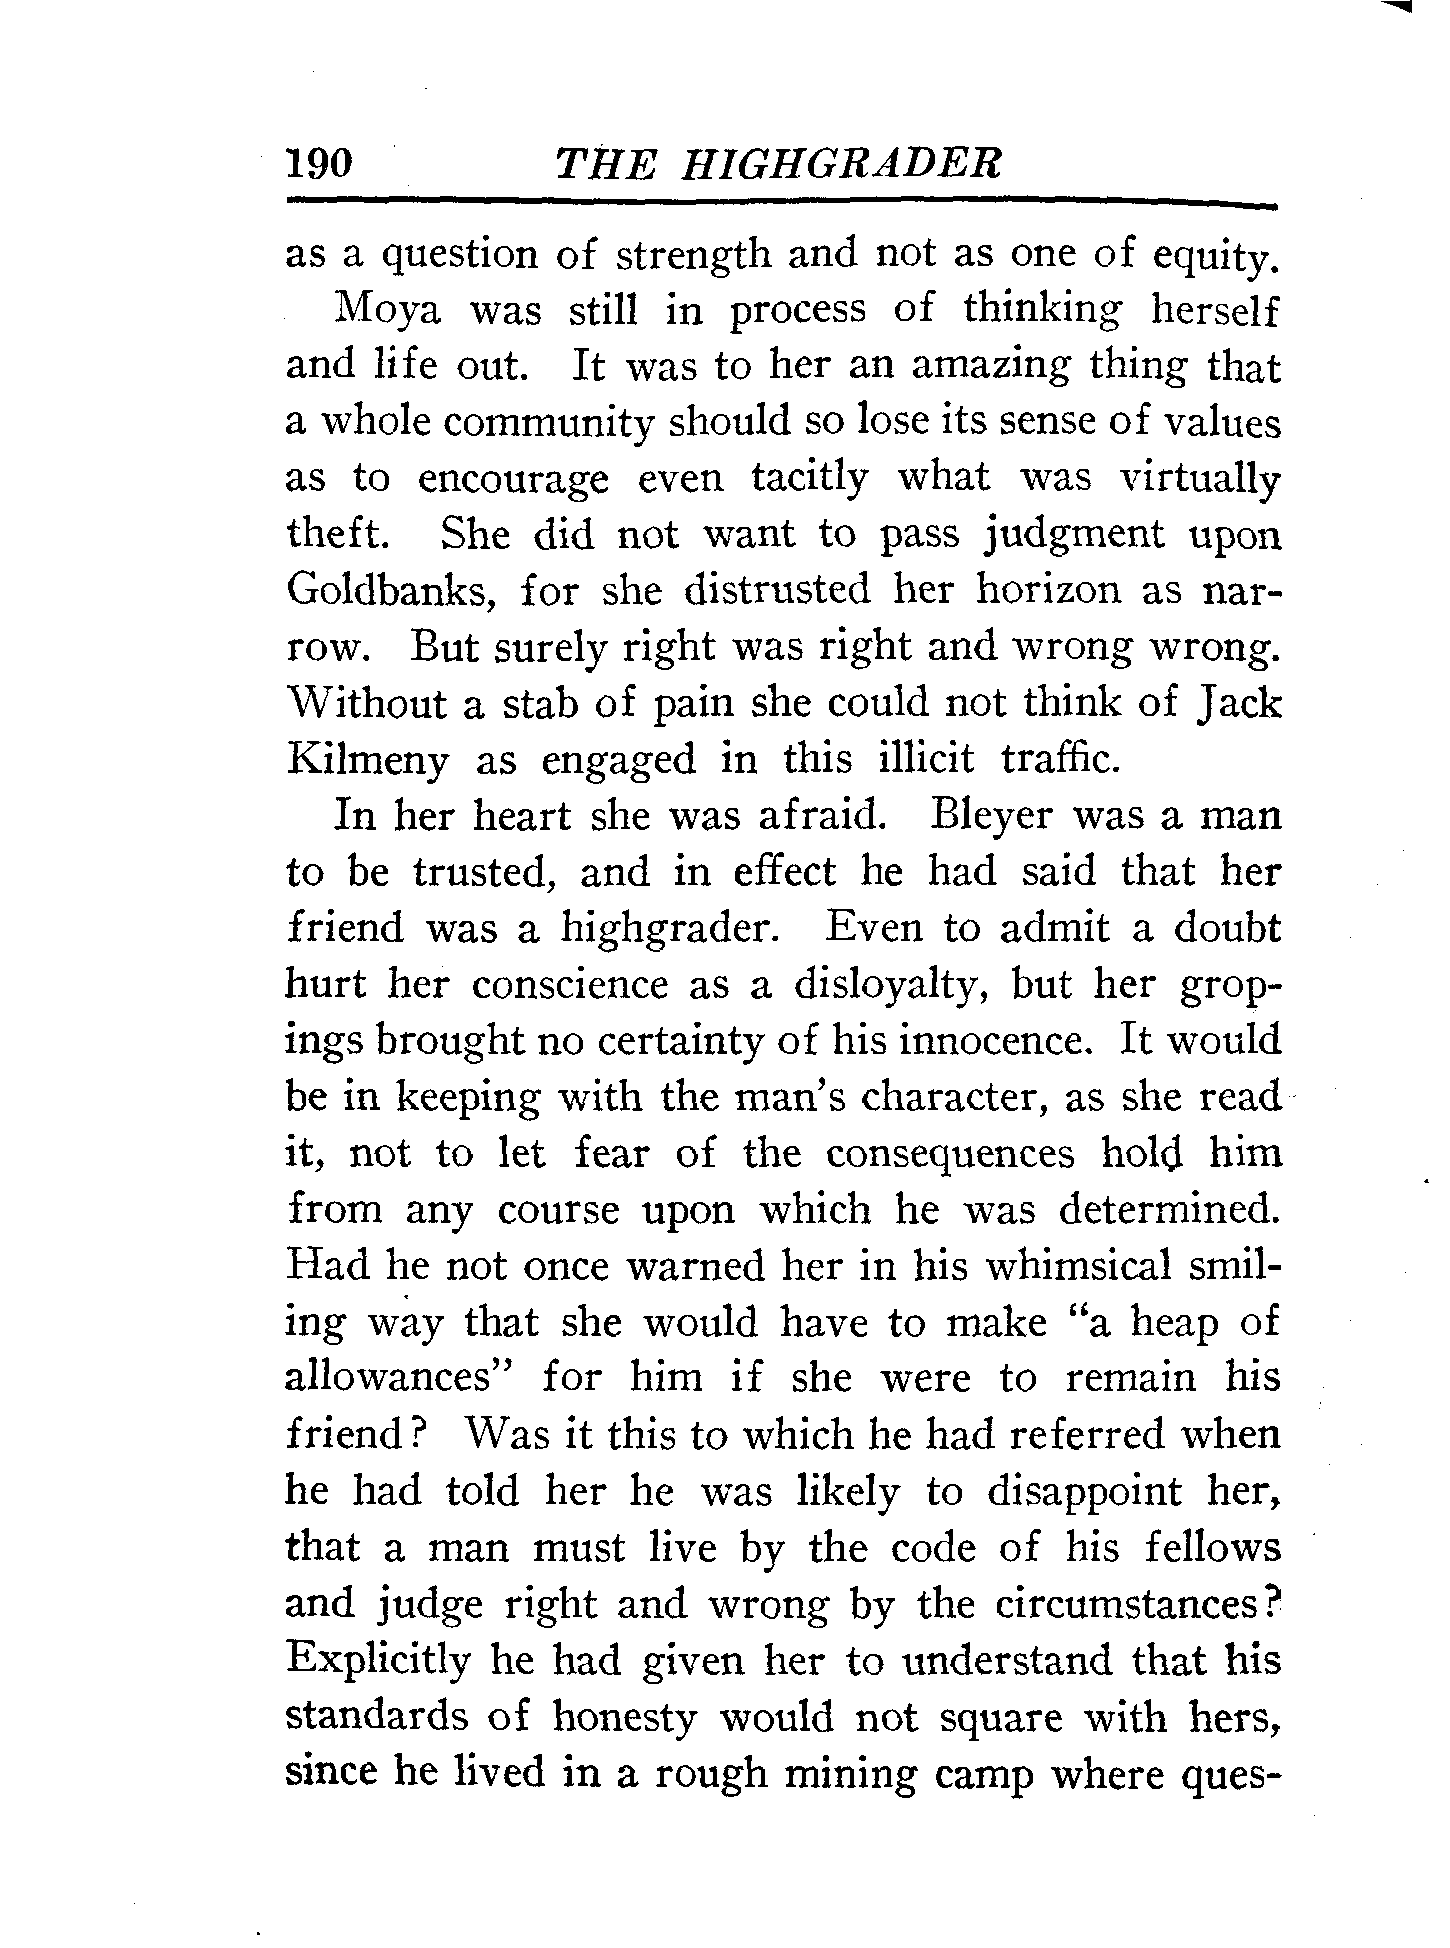 190 THE HIGHGRADER
as a question of strength and not as one of equity.
Moya was still in process of thinking herself
and life out. It was to her an amazing thing that
a whole community should so lose its sense of values
as to encourage even tacitly what was virtually
theft. She did not want to pass judgment upon
Goldbanks, for she distrusted her horizon as nar-
row. But surely right was right and wrong wrong.
Without a stab of pain she could not think of Jack
Kilmeny as engaged in this illicit traffic.
In her heart she was afraid. Bleyer was a man
to be trusted, and in effect he had said that her
friend was a highgrader. Even to admit a doubt
hurt her conscience as a disloyalty, but her grop-
ings brought no certainty of his innocence. It would
be in keeping with the man's character, as she read
it, not to let fear of the consequences hold him
from any course upon which he was determined.
Had he not once warned her in his whimsical smil-
ing way that she would have to make “a heap of
allowances” for him if she were to remain his
friend? Was it this to which he had referred when
he had told her he was likely to disappoint her,
that a man must live by the code of his fellows
and judge right and wrong by the circumstances?
Explicitly he had given her to understand that his
standards of honesty would not square with hers,
since he lived in a rough mining camp where ques-